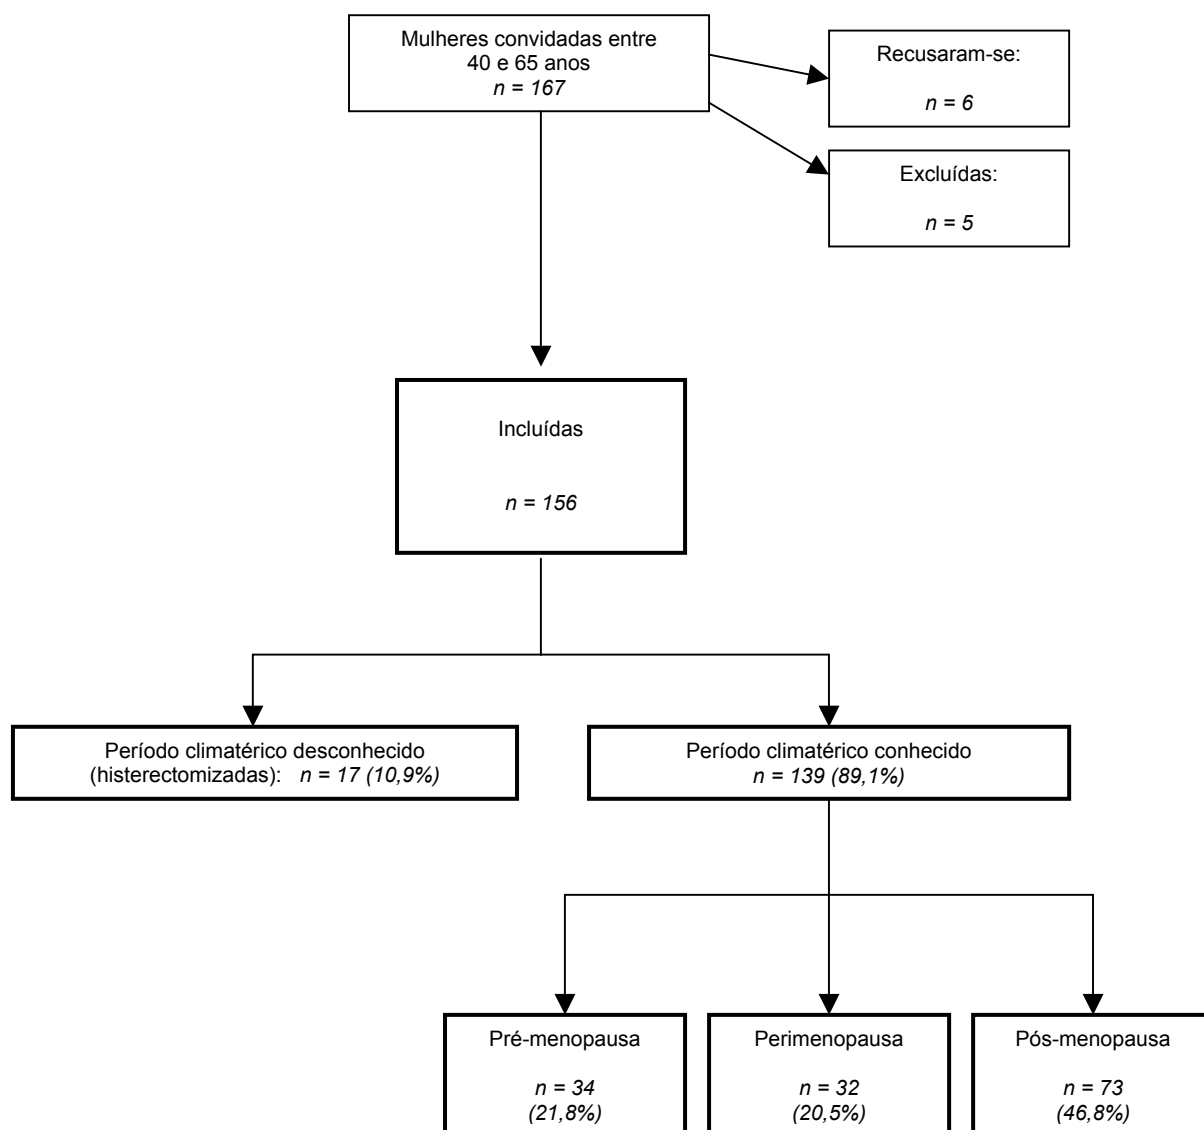 Mulheres convidadas entre
40 e 65 anos
n = 167
Recusaram-se:
n = 6
Excluídas:
n = 5
Incluídas
n = 156
Período climatérico desconhecido
(histerectomizadas): n = 17 (10,9%)
Período climatérico conhecido
n = 139 (89,1%)
Pré-menopausa
n = 34
(21,8%)
Perimenopausa
n = 32
(20,5%)
Pós-menopausa
n = 73
(46,8%)